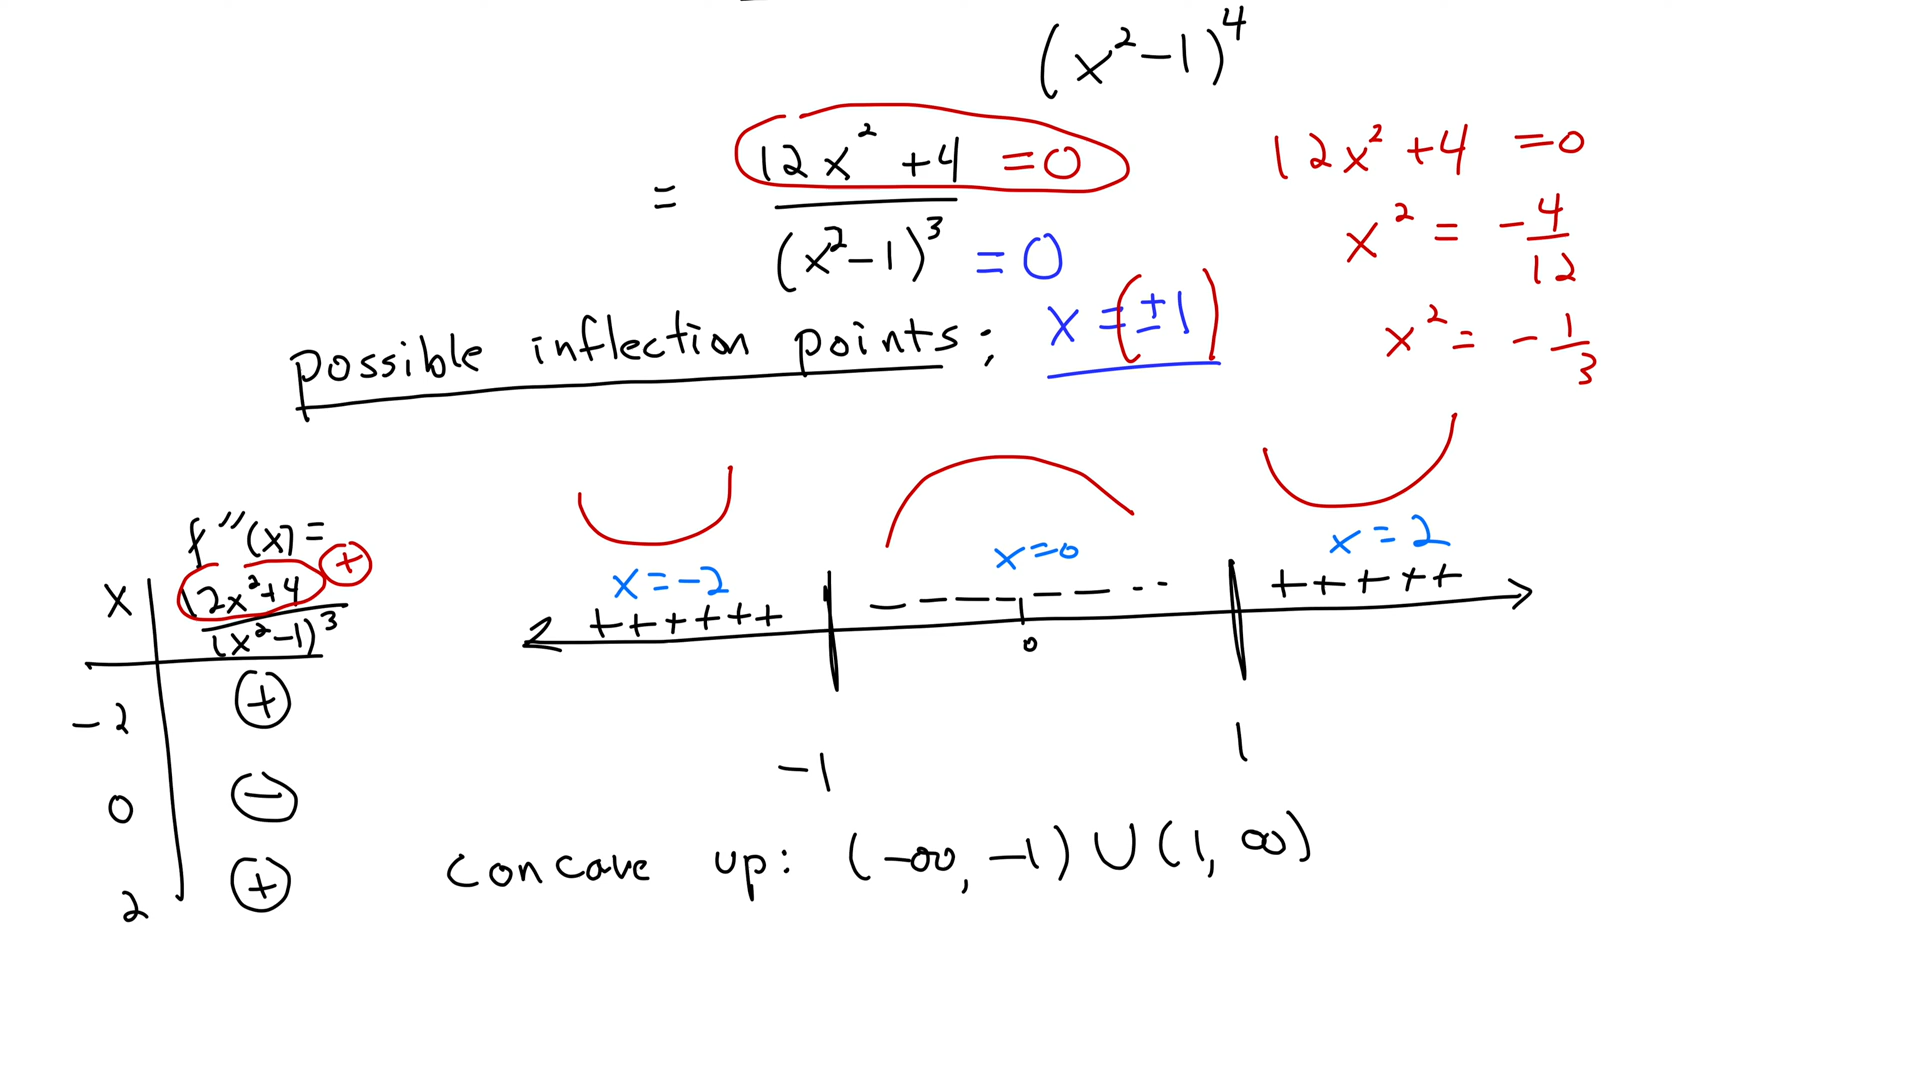 (x²-1)⁴
= 12x²+4 =0
(x²-1)³ = 0
12x²+4 =0
x² = -4/12
x² = -1/3
possible inflection points; x = (±1)
f''(x)=
x 12x²+4 +
(x²-1)³
x=-2 x=0 x=2
++++++ - - - - - - - - +++++
0
-2 +
-1 1
0 -
2 +
concave up: (-∞, -1) ∪ (1, ∞)